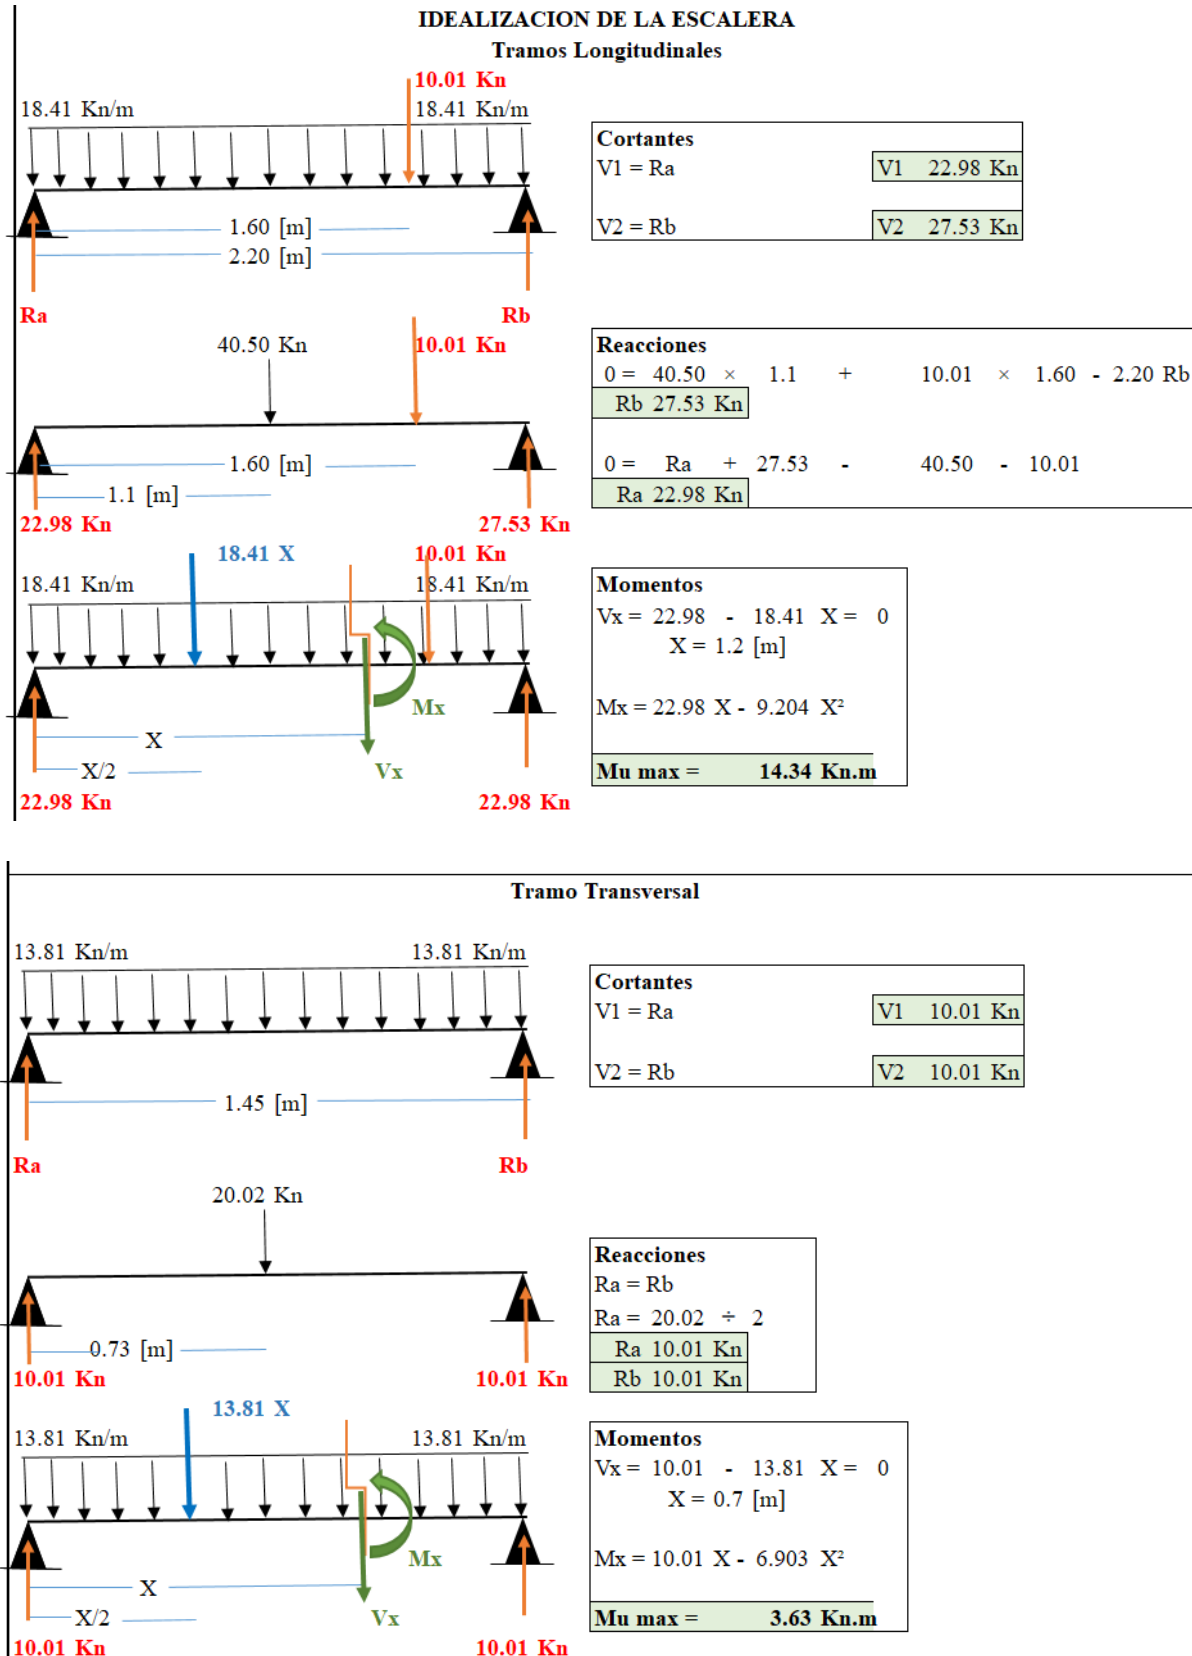 IDEALIZACION DE LA ESCALERA
Tramos Longitudinales
10.01 Kn
18.41 Kn/m
18.41 Kn/m
1.60 [m]
2.20 [m]
Ra
Rb
Cortantes
V1 = Ra
V1 22.98 Kn
V2 = Rb
V2 27.53 Kn
40.50 Kn
10.01 Kn
1.60 [m]
1.1 [m]
22.98 Kn
27.53 Kn
Reacciones
0 = 40.50 × 1.1 + 10.01 × 1.60 - 2.20 Rb
Rb 27.53 Kn
0 = Ra + 27.53 - 40.50 - 10.01
Ra 22.98 Kn
18.41 X
10.01 Kn
18.41 Kn/m
18.41 Kn/m
Mx
X
X/2
Vx
22.98 Kn
22.98 Kn
Momentos
Vx = 22.98 - 18.41 X = 0
X = 1.2 [m]
Mx = 22.98 X - 9.204 X²
Mu max = 14.34 Kn.m
Tramo Transversal
13.81 Kn/m
13.81 Kn/m
1.45 [m]
Ra
Rb
Cortantes
V1 = Ra
V1 10.01 Kn
V2 = Rb
V2 10.01 Kn
20.02 Kn
0.73 [m]
10.01 Kn
10.01 Kn
Reacciones
Ra = Rb
Ra = 20.02 ÷ 2
Ra 10.01 Kn
Rb 10.01 Kn
13.81 X
13.81 Kn/m
13.81 Kn/m
Mx
X
X/2
Vx
10.01 Kn
10.01 Kn
Momentos
Vx = 10.01 - 13.81 X = 0
X = 0.7 [m]
Mx = 10.01 X - 6.903 X²
Mu max = 3.63 Kn.m